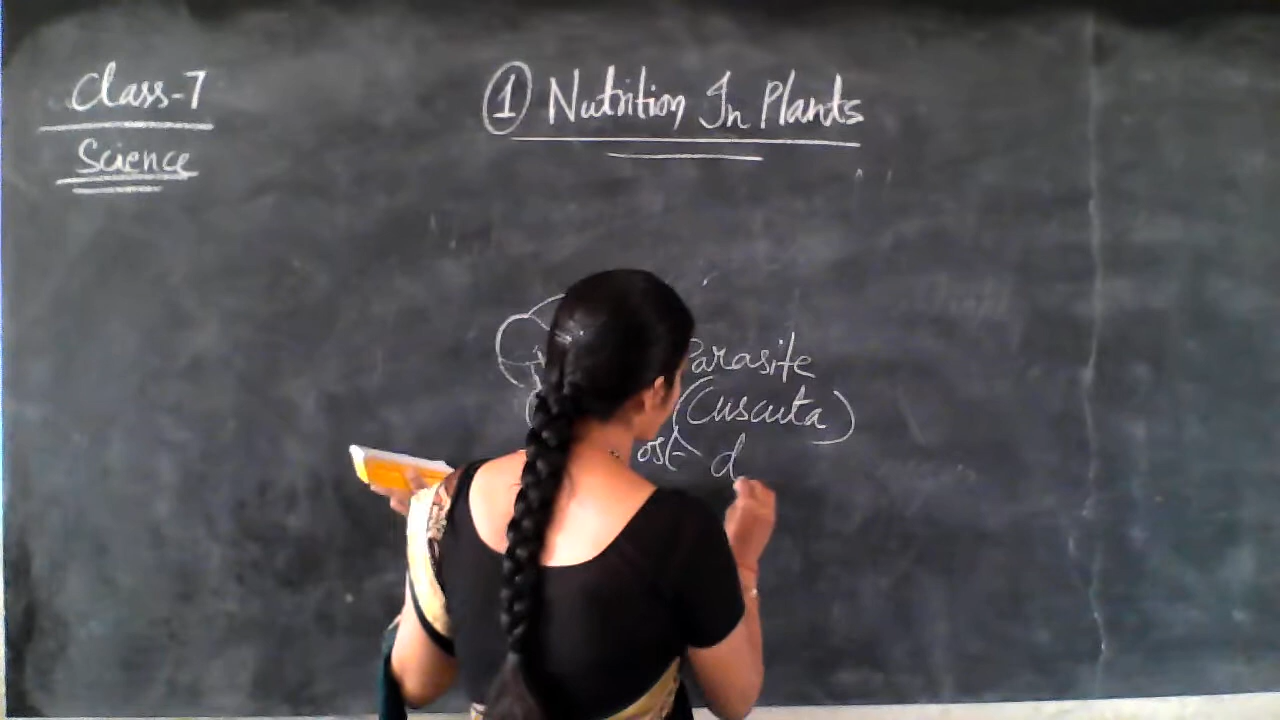 Class-7
Science
① Nutrition In Plants
Parasite
(Cuscuta)
ost- d